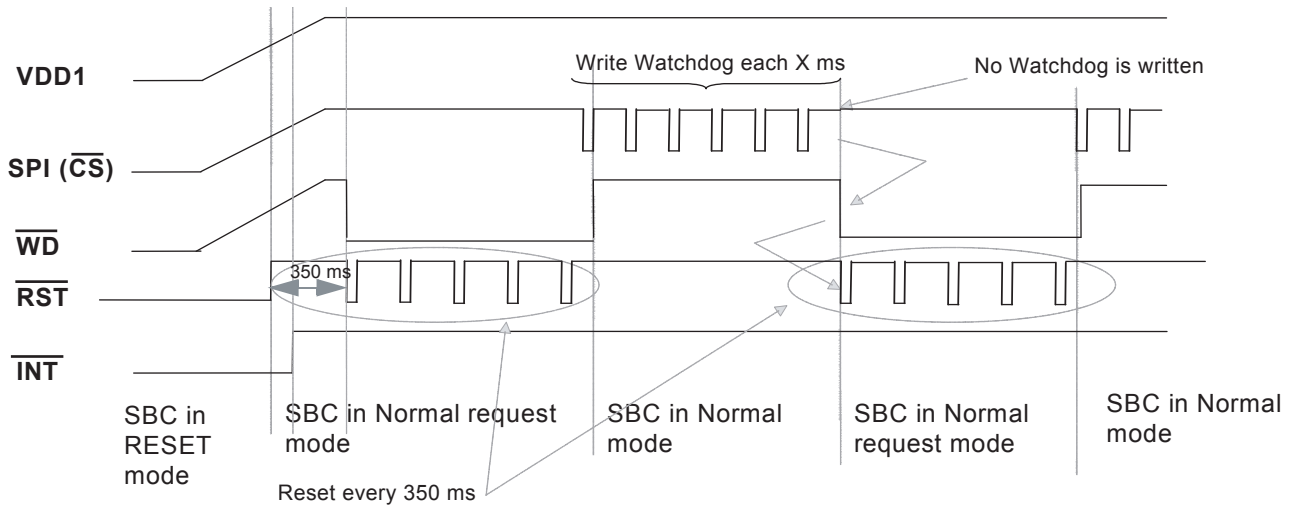 VDD1
Write Watchdog each X ms
No Watchdog is written
SPI (CS)
WD
350 ms
RST
INT
SBC in
RESET
mode
SBC in Normal request
mode
SBC in Normal
mode
SBC in Normal
request mode
SBC in Normal
mode
Reset every 350 ms